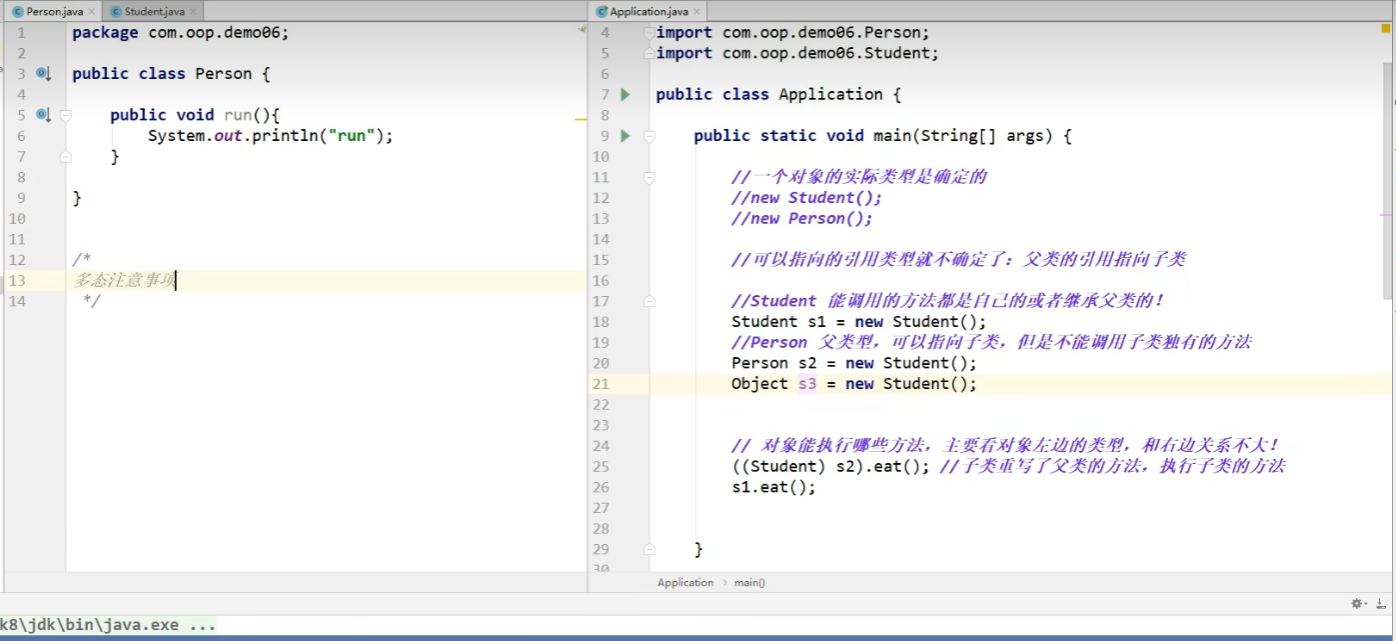 Person.java
Student.java
1 package com.oop.demo06;
2
3 public class Person {
4
5 public void run(){
6 System.out.println("run");
7 }
8
9 }
10
11
12 /*
13 多态注意事项
14 */
Application.java
4 import com.oop.demo06.Person;
5 import com.oop.demo06.Student;
6
7 public class Application {
8
9 public static void main(String[] args) {
10
11 //一个对象的实际类型是确定的
12 //new Student();
13 //new Person();
14
15 //可以指向的引用类型就不确定了：父类的引用指向子类
16
17 //Student 能调用的方法都是自己的或者继承父类的！
18 Student s1 = new Student();
19 //Person 父类型，可以指向子类，但是不能调用子类独有的方法
20 Person s2 = new Student();
21 Object s3 = new Student();
22
23
24 // 对象能执行哪些方法，主要看对象左边的类型，和右边关系不大！
25 ((Student) s2).eat(); //子类重写了父类的方法，执行子类的方法
26 s1.eat();
27
28
29 }
30
Application › main()
k8\jdk\bin\java.exe ...